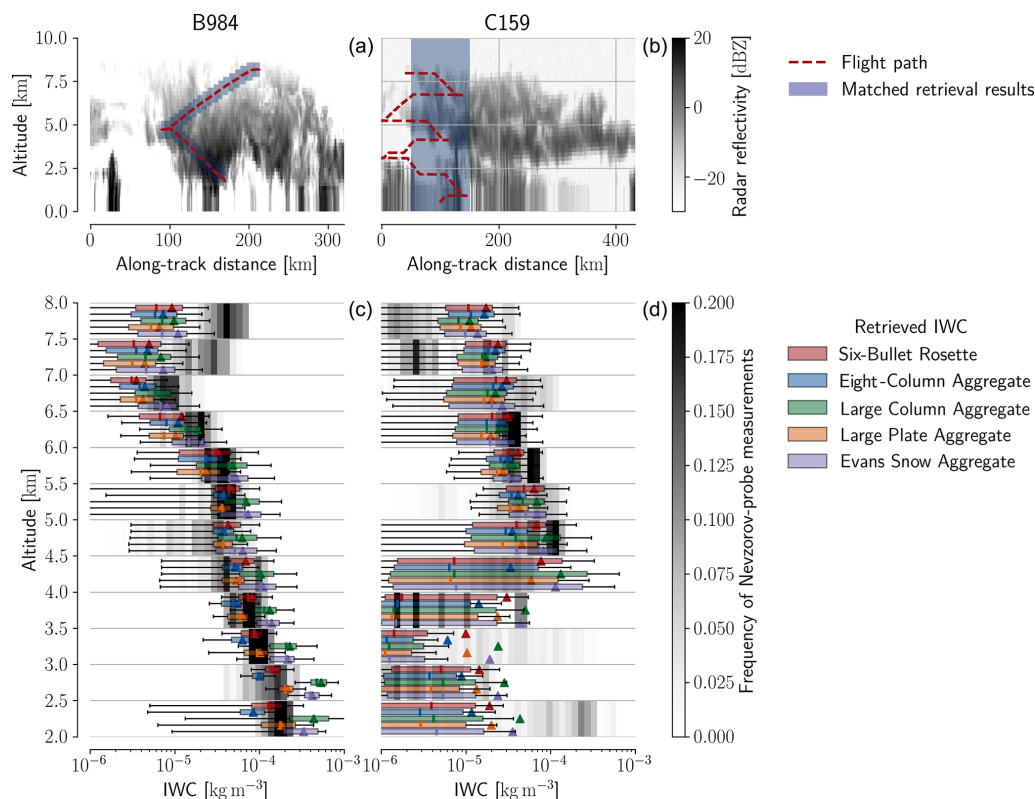 B984
C159
(a)
(b)
10.0
7.5
5.0
2.5
0.0
Altitude [km]
0
100
200
300
Along-track distance [km]
0
200
400
Along-track distance [km]
20
0
−20
Radar reflectivity [dBZ]
Flight path
Matched retrieval results
(c)
(d)
8.0
7.5
7.0
6.5
6.0
5.5
5.0
4.5
4.0
3.5
3.0
2.5
2.0
Altitude [km]
10⁻⁶
10⁻⁵
10⁻⁴
10⁻³
IWC [kg m⁻³]
10⁻⁶
10⁻⁵
10⁻⁴
10⁻³
IWC [kg m⁻³]
0.200
0.175
0.150
0.125
0.100
0.075
0.050
0.025
0.000
Frequency of Nevzorov-probe measurements
Retrieved IWC
Six-Bullet Rosette
Eight-Column Aggregate
Large Column Aggregate
Large Plate Aggregate
Evans Snow Aggregate